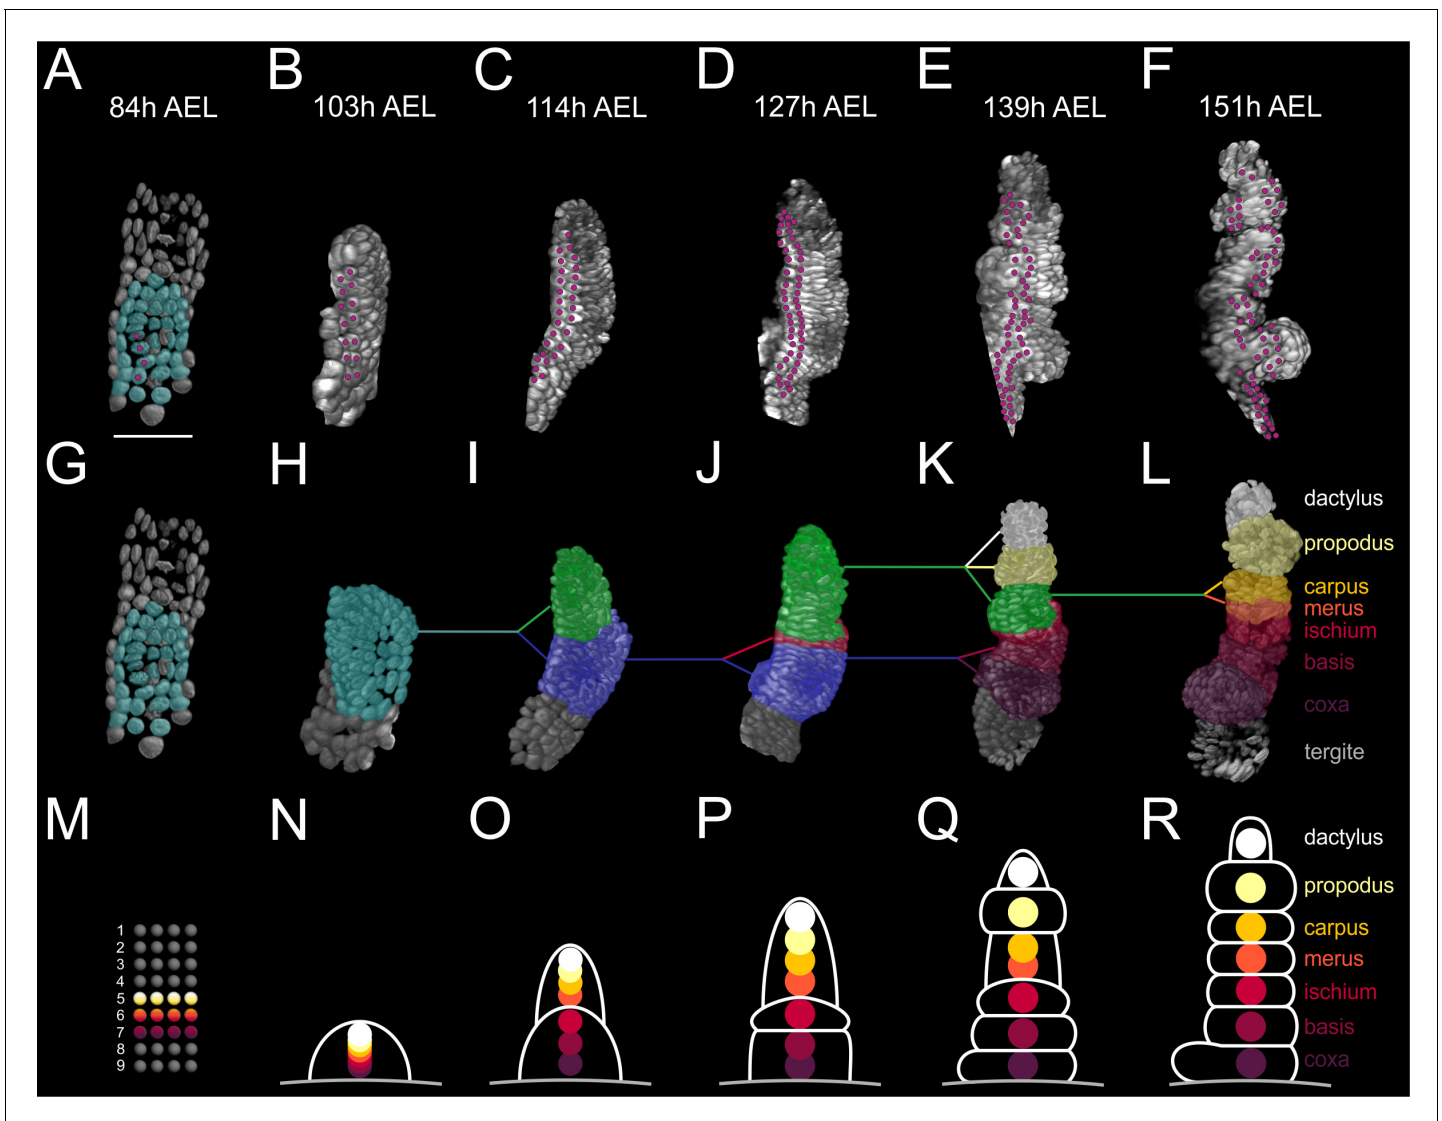 A B C D E F
84h AEL 103h AEL 114h AEL 127h AEL 139h AEL 151h AEL
G H I J K L
dactylus
propodus
carpus
merus
ischium
basis
coxa
tergite
M N O P Q R
1
2
3
4
5
6
7
8
9
dactylus
propodus
carpus
merus
ischium
basis
coxa